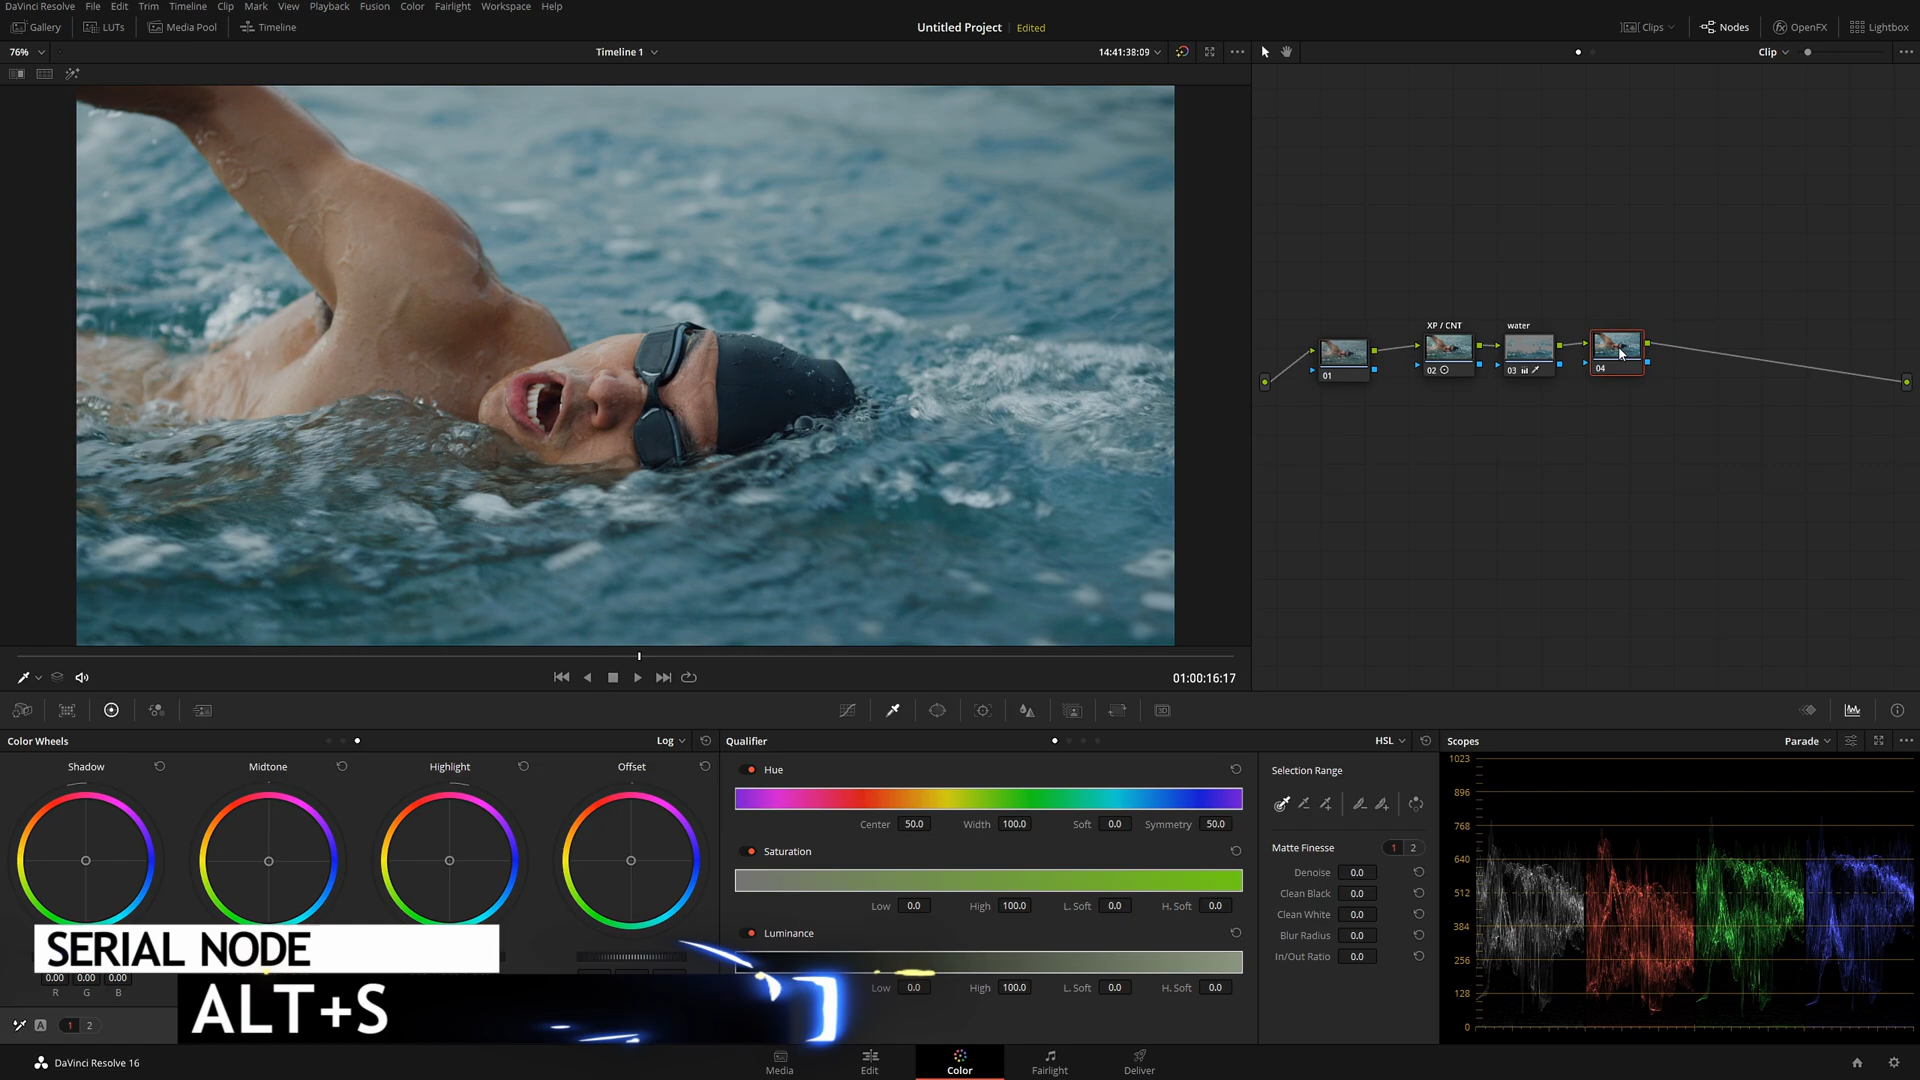 DaVinci Resolve File Edit Trim Timeline Clip Mark View Playback Fusion Color Fairlight Workspace Help
Gallery LUTs Media Pool Timeline Untitled Project Edited Clips Nodes OpenFX Lightbox
76% Timeline 1 14:41:38:09 Clip
XP / CNT water
01 02 03 04
01:00:16:17
Color Wheels Log Qualifier HSL Scopes Parade
Shadow Midtone Highlight Offset
Hue
Center 50.0 Width 100.0 Soft 0.0 Symmetry 50.0
Saturation
Low 0.0 High 100.0 L. Soft 0.0 H. Soft 0.0
Luminance
Low 0.0 High 100.0 L. Soft 0.0 H. Soft 0.0
Selection Range
Matte Finesse 1 2
Denoise 0.0
Clean Black 0.0
Clean White 0.0
Blur Radius 0.0
In/Out Ratio 0.0
1023
896
768
640
512
384
256
128
0
SERIAL NODE
0.00 0.00 0.00
R G B
ALT+S
A 1 2
DaVinci Resolve 16 Media Edit Color Fairlight Deliver